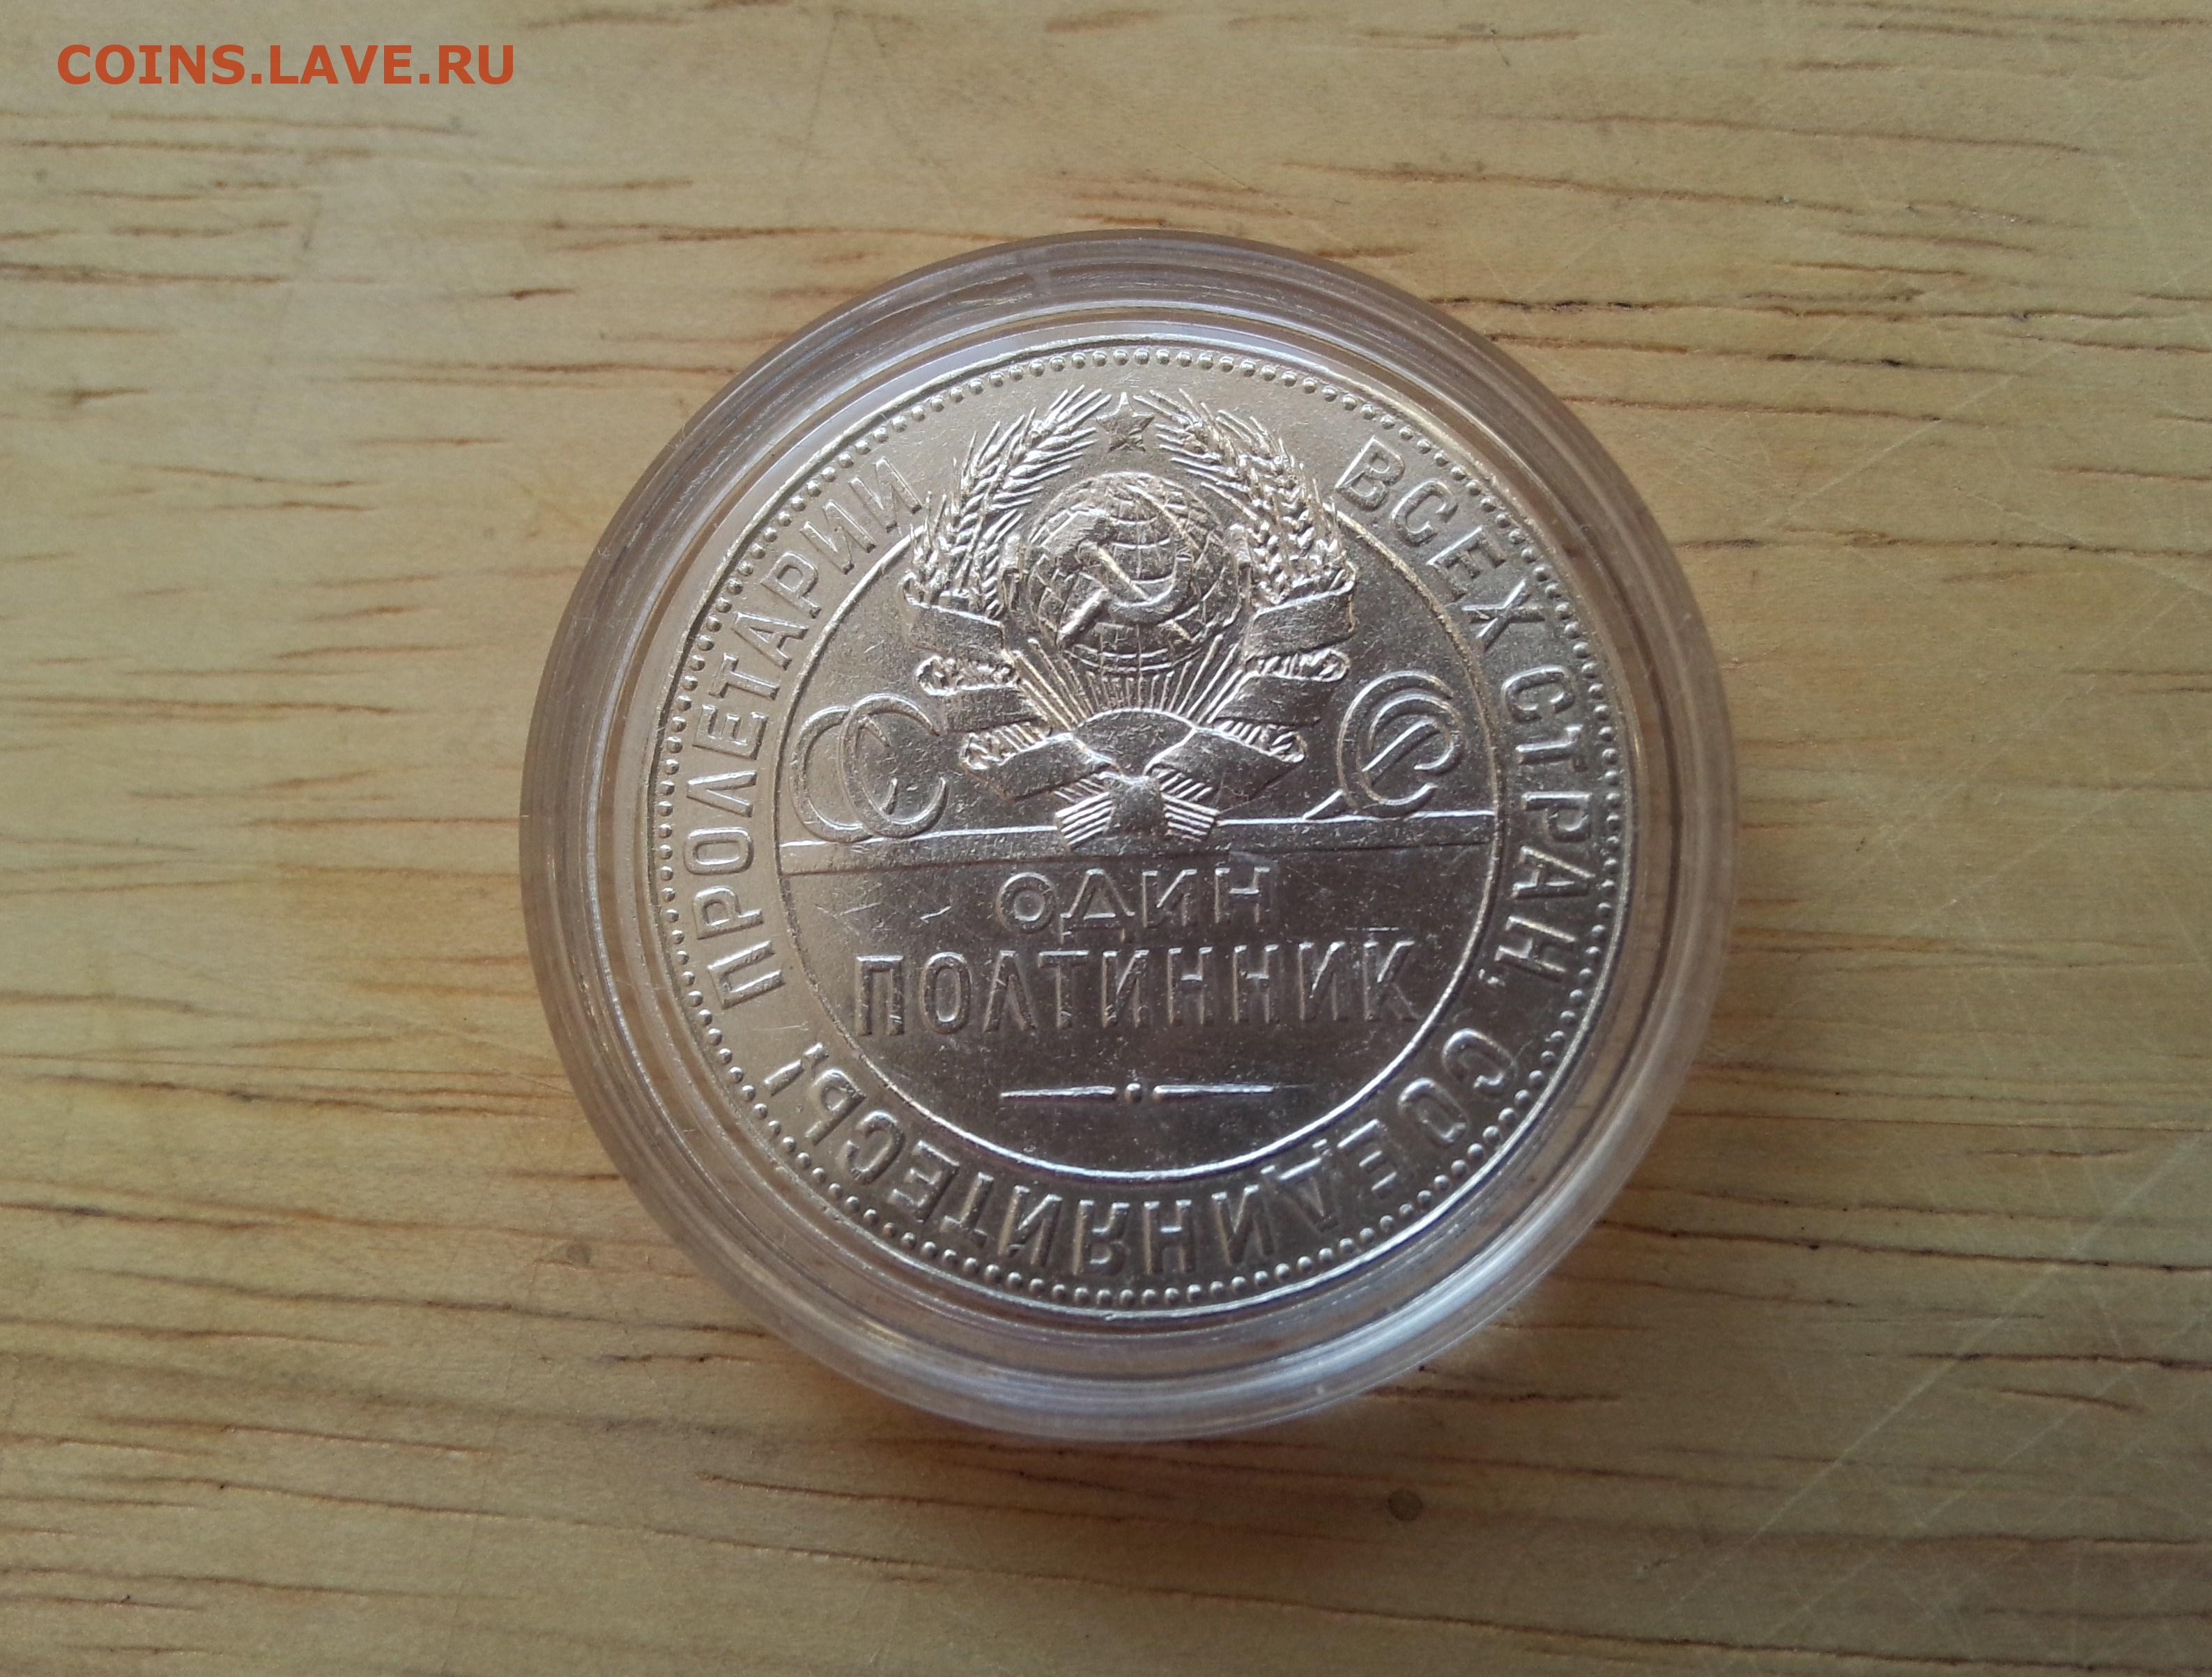 COINS.LAVE.RU
ПРОЛЕТАРИИ ВСЕХ СТРАН, СОЕДИНЯЙТЕСЬ!
СССР
ОДИН
ПОЛТИННИК